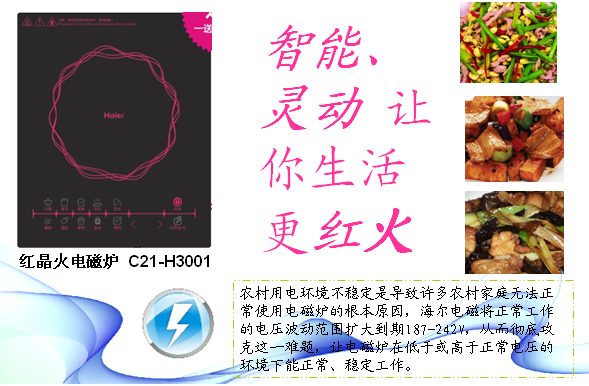 一送
Haier
智能、
灵动 让
你生活
更红火
红晶火电磁炉 C21-H3001
农村用电环境不稳定是导致许多农村家庭无法正
常使用电磁炉的根本原因，海尔电磁将正常工作
的电压波动范围扩大到期187-242V，从而彻底攻
克这一难题，让电磁炉在低于或高于正常电压的
环境下能正常、稳定工作。